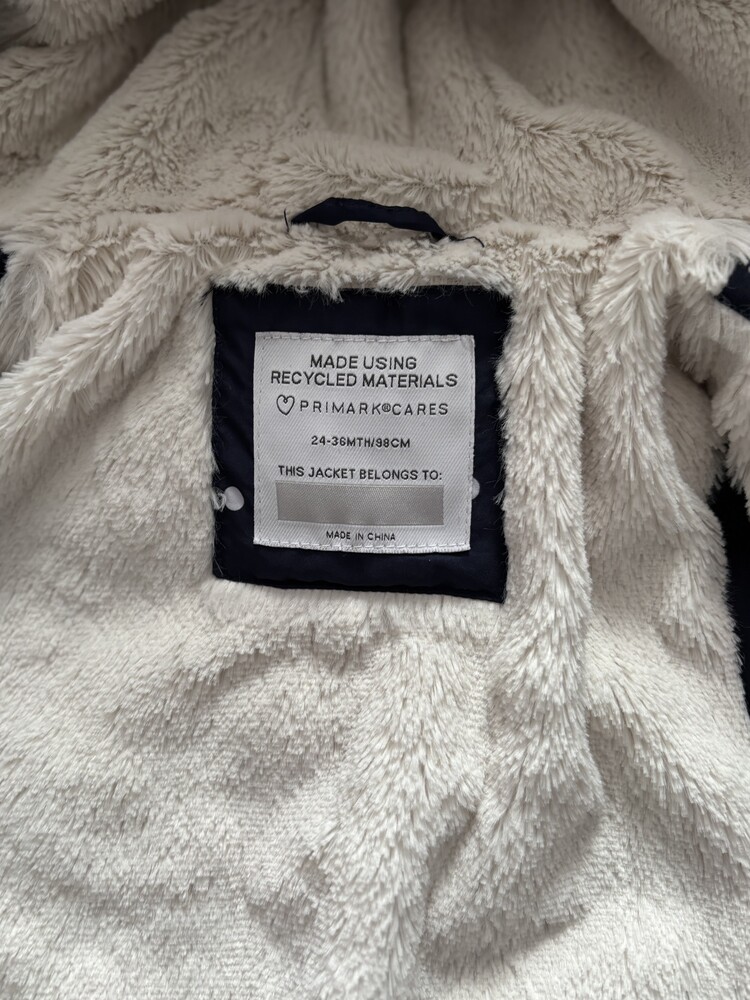 MADE USING
RECYCLED MATERIALS
PRIMARK®CARES
24-36MTH/98CM
THIS JACKET BELONGS TO:
MADE IN CHINA